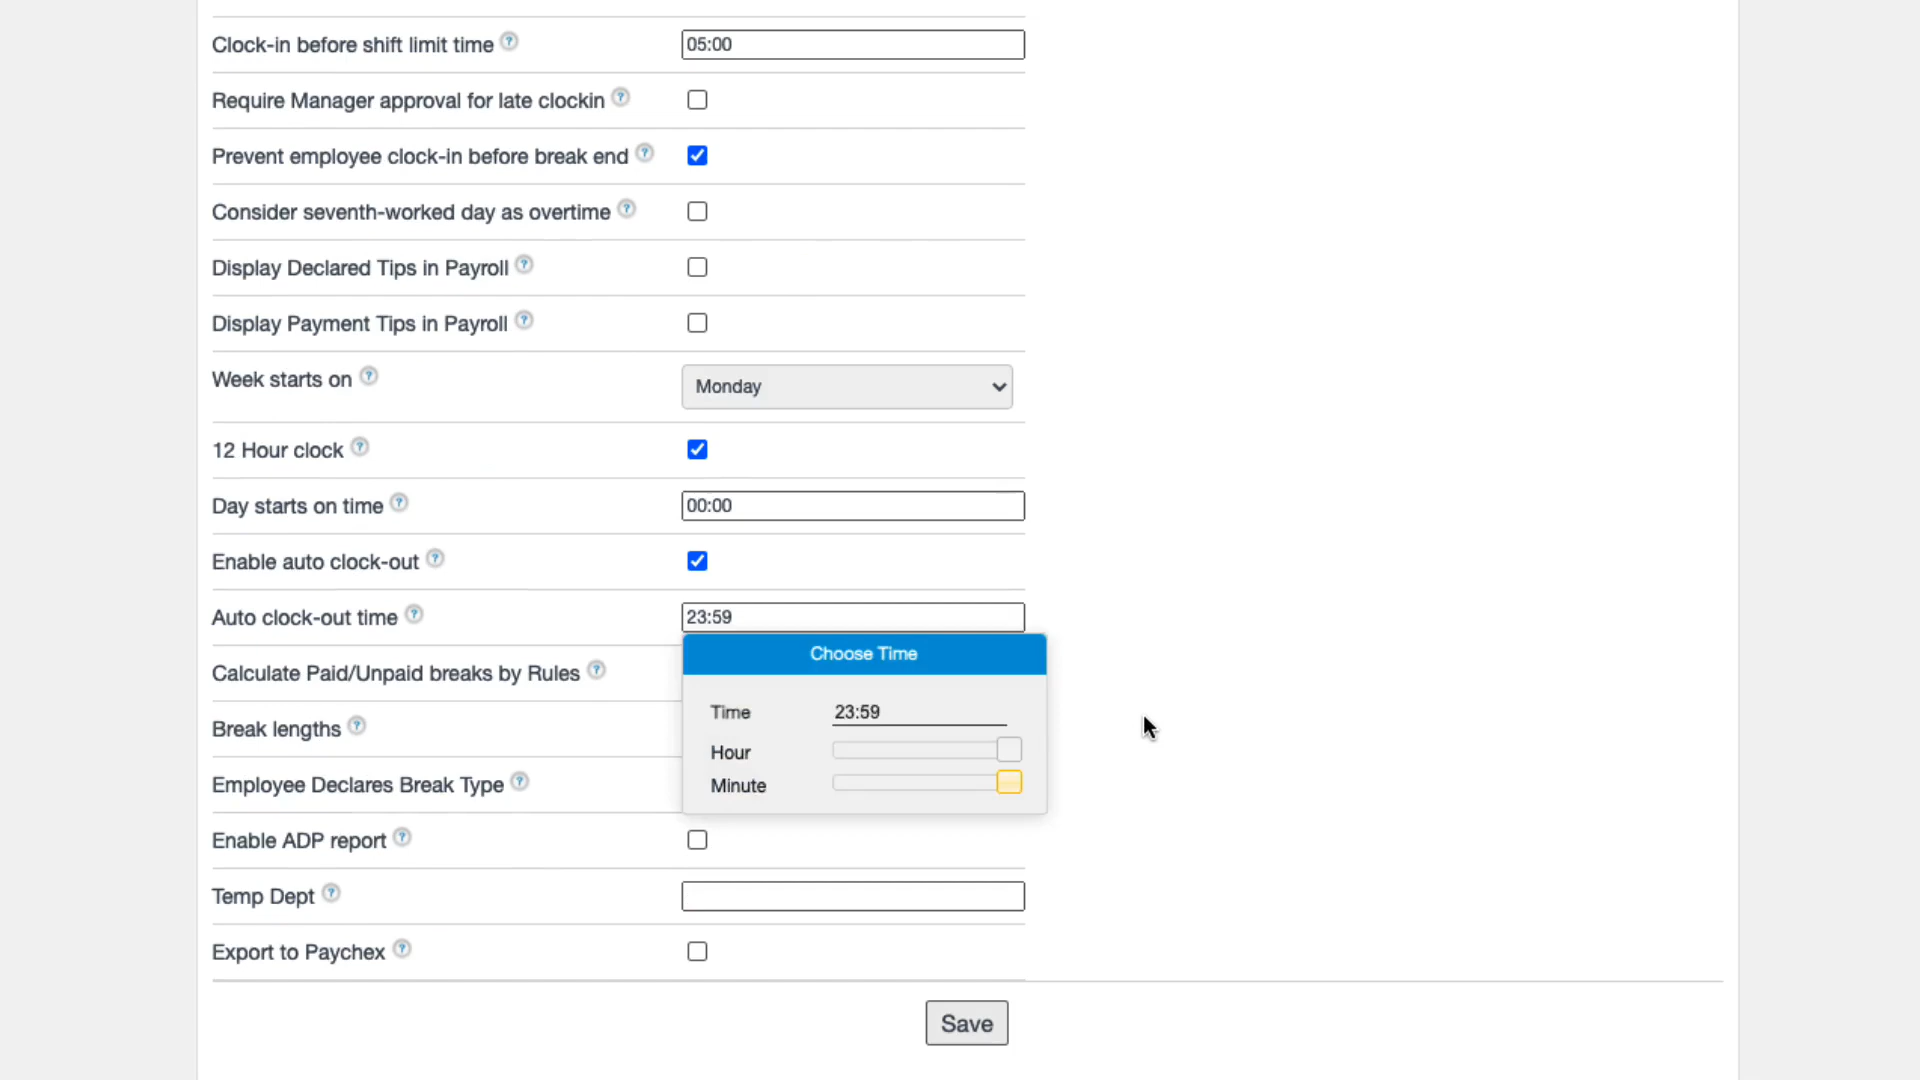 Clock-in before shift limit time ? 05:00
Require Manager approval for late clockin ?
Prevent employee clock-in before break end ?
Consider seventh-worked day as overtime ?
Display Declared Tips in Payroll ?
Display Payment Tips in Payroll ?
Week starts on ? Monday
12 Hour clock ?
Day starts on time ? 00:00
Enable auto clock-out ?
Auto clock-out time ? 23:59
Choose Time
Calculate Paid/Unpaid breaks by Rules ?
Time 23:59
Break lengths ?
Hour
Employee Declares Break Type ?
Minute
Enable ADP report ?
Temp Dept ?
Export to Paychex ?
Save